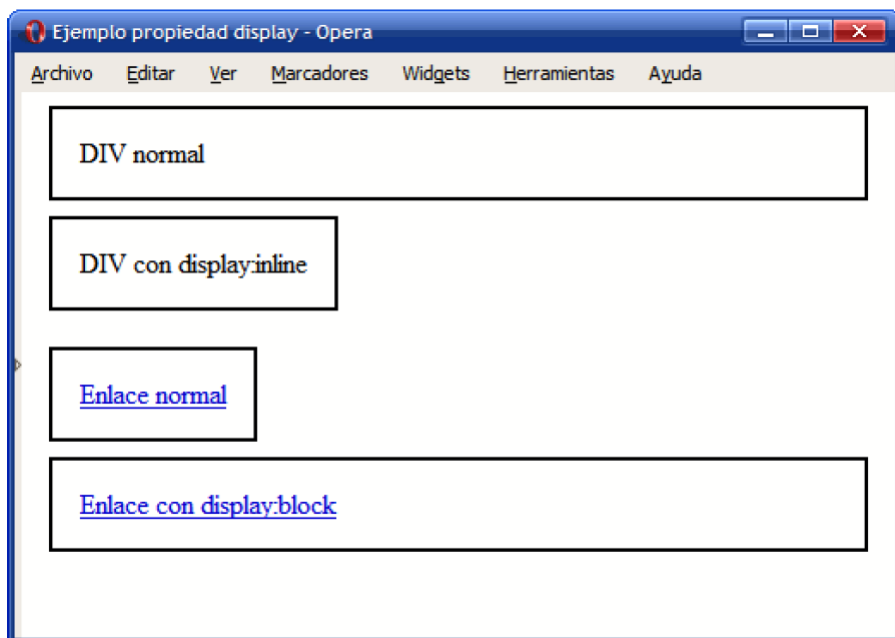 Ejemplo propiedad display - Opera
Archivo Editar Ver Marcadores Widgets Herramientas Ayuda
DIV normal
DIV con display:inline
Enlace normal
Enlace con display:block